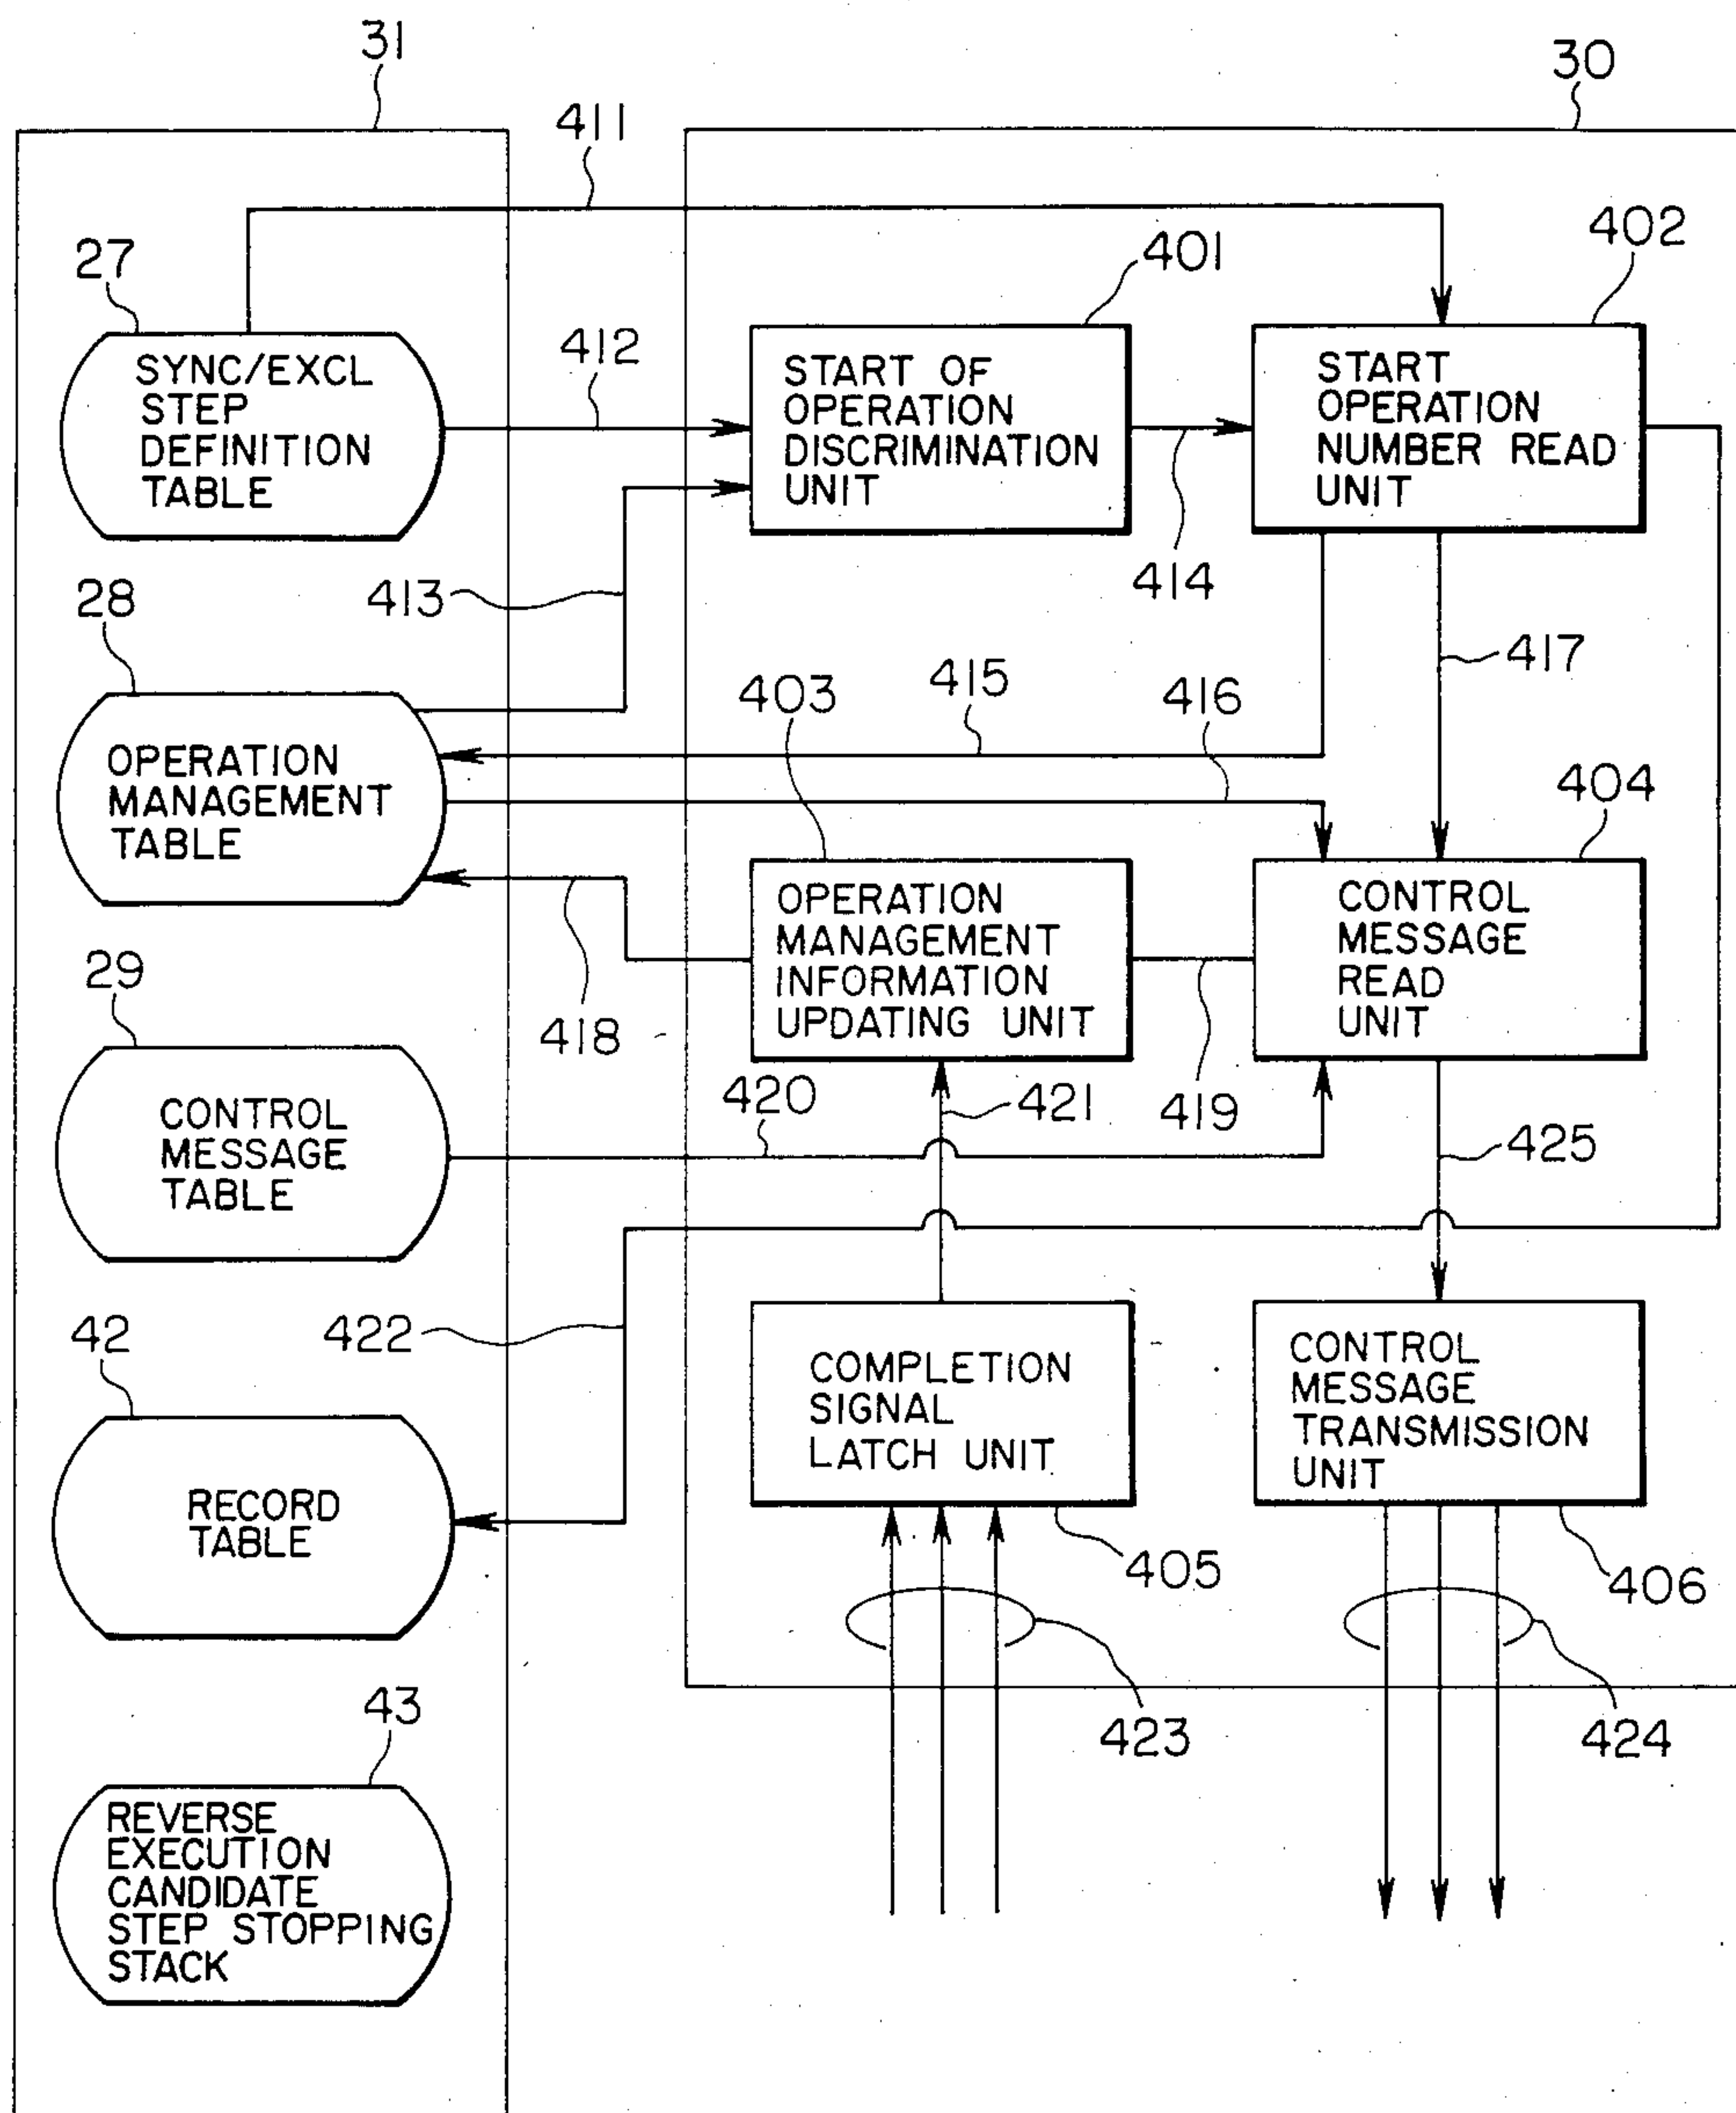 31
30
411
27
401
402
412
SYNC/EXCL
STEP
DEFINITION
TABLE
START OF
OPERATION
DISCRIMINATION
UNIT
START
OPERATION
NUMBER READ
UNIT
28
413
414
417
403
415
416
404
OPERATION
MANAGEMENT
TABLE
OPERATION
MANAGEMENT
INFORMATION
UPDATING UNIT
CONTROL
MESSAGE
READ
UNIT
29
418
420
421
419
425
CONTROL
MESSAGE
TABLE
42
422
COMPLETION
SIGNAL
LATCH UNIT
CONTROL
MESSAGE
TRANSMISSION
UNIT
RECORD
TABLE
405
406
43
423
424
REVERSE
EXECUTION
CANDIDATE
STEP STOPPING
STACK